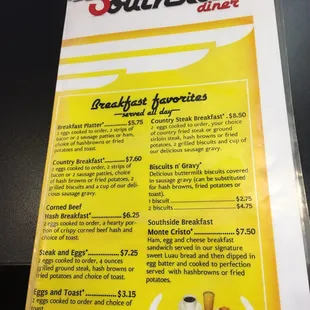 Southside
diner
Breakfast favorites
served all day
Breakfast Platter* $5.75
2 eggs cooked to order, 2 strips of
bacon or 2 sausage patties or ham,
choice of hashbrowns or fried
potatoes and toast.
Country Breakfast* $7.60
2 eggs cooked to order, 2 strips of
bacon or 2 sausage patties, choice
of hash browns or fried potatoes, 2
grilled biscuits and a cup of our de-
licious sausage gravy.
Corned Beef
Hash Breakfast* $6.25
2 eggs cooked to order, a hearty por-
tion of crispy corned beef hash and
choice of toast.
Steak and Eggs* $7.25
2 eggs cooked to order, 4 ounces
grilled ground steak, hash browns or
fried potatoes and choice of toast.
Eggs and Toast* $3.15
2 eggs cooked to order and choice of
toast.
Country Steak Breakfast* $8.50
2 eggs cooked to order, your choice
of country fried steak or ground
sirloin steak, hash browns or fried
potatoes, 2 grilled biscuits and cup of
our delicious sausage gravy.
Biscuits n' Gravy*
Delicious buttermilk biscuits covered
in sausage gravy (can be substituted
for hash browns, fried potatoes or
toast).
1 biscuit $2.75
2 biscuits $4.75
Southside Breakfast
Monte Cristo* $7.50
Ham, egg and cheese breakfast
sandwich served in our signature
sweet Luau bread and then dipped in
egg batter and cooked to perfection
served with hashbrowns or fried
potatoes.